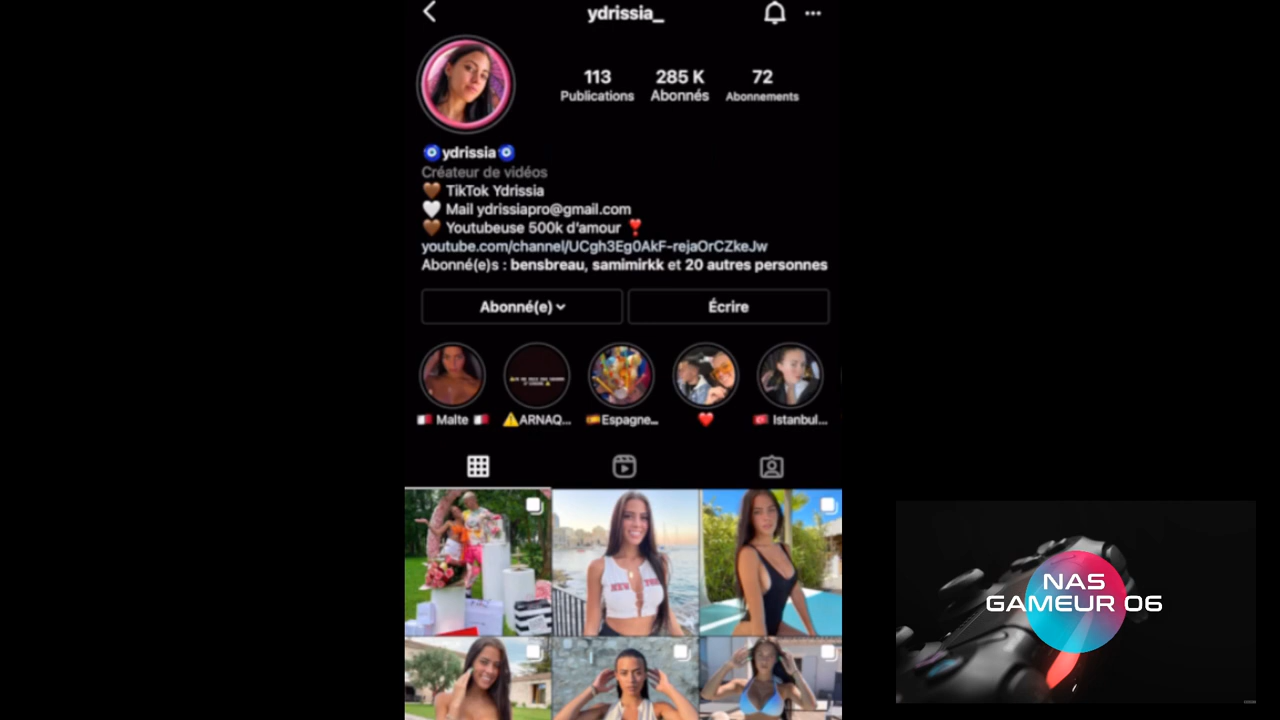 ydrissia_
113
285 K
72
Publications
Abonnés
Abonnements
🧿ydrissia🧿
Créateur de vidéos
🤎 TikTok Ydrissia
🤍 Mail ydrissiapro@gmail.com
🤎 Youtubeuse 500k d'amour ❣️
youtube.com/channel/UCgh3Eg0AkF-rejaOrCZkeJw
Abonné(e)s : bensbreau, samimirkk et 20 autres personnes
Abonné(e)
Écrire
🇲🇹 Malte 🇲🇹
⚠️ARNAQ...
🇪🇸Espagne...
❤️
🇹🇷 Istanbul...
NEW YORK
NAS
GAMEUR 06